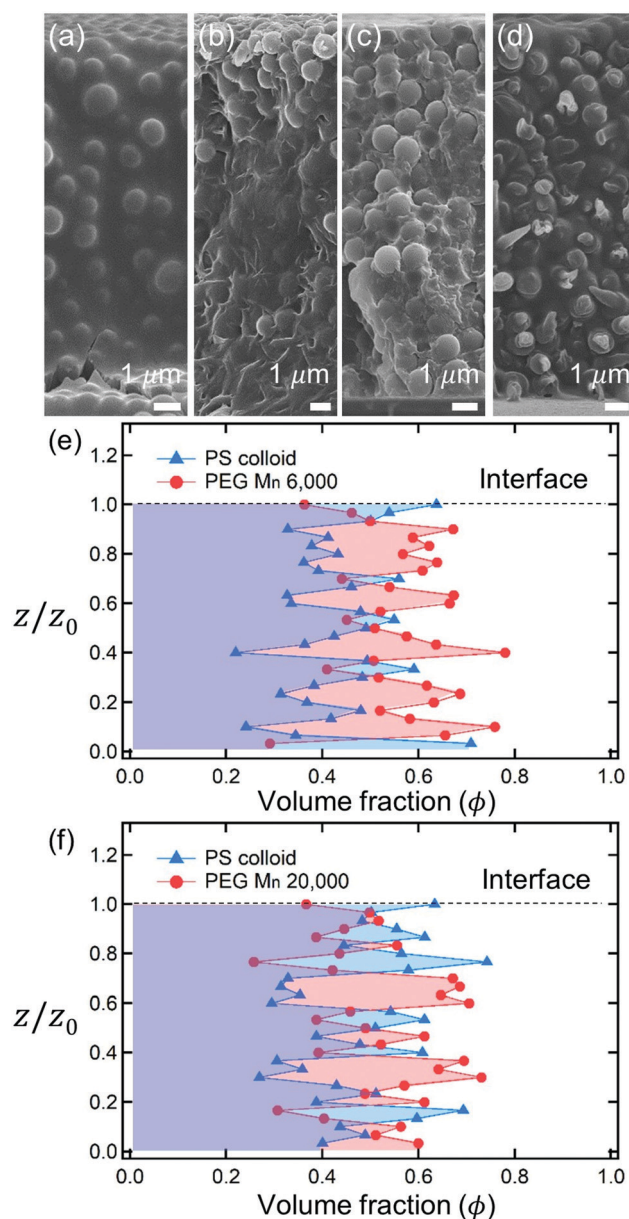 (a) (b) (c) (d)
1 μm 1 μm 1 μm 1 μm
(e)
PS colloid
PEG Mn 6,000
Interface
1.2
1.0
0.8
z/z₀
0.6
0.4
0.2
0.0
0.0 0.2 0.4 0.6 0.8 1.0
Volume fraction (ϕ)
(f)
PS colloid
PEG Mn 20,000
Interface
1.2
1.0
0.8
z/z₀
0.6
0.4
0.2
0.0
0.0 0.2 0.4 0.6 0.8 1.0
Volume fraction (ϕ)